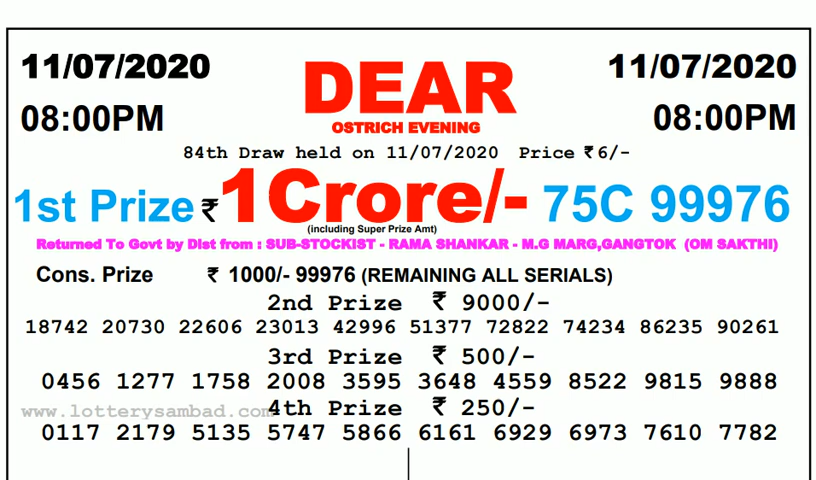 11/07/2020 DEAR 11/07/2020
08:00PM OSTRICH EVENING 08:00PM
84th Draw held on 11/07/2020 Price ₹6/-
1st Prize ₹1Crore/- 75C 99976
(including Super Prize Amt)
Returned To Govt by Dist from : SUB-STOCKIST - RAMA SHANKAR - M.G MARG,GANGTOK (OM SAKTHI)
Cons. Prize ₹ 1000/- 99976 (REMAINING ALL SERIALS)
2nd Prize ₹ 9000/-
18742 20730 22606 23013 42996 51377 72822 74234 86235 90261
3rd Prize ₹ 500/-
0456 1277 1758 2008 3595 3648 4559 8522 9815 9888
www.lotterysambad.com 4th Prize ₹ 250/-
0117 2179 5135 5747 5866 6161 6929 6973 7610 7782